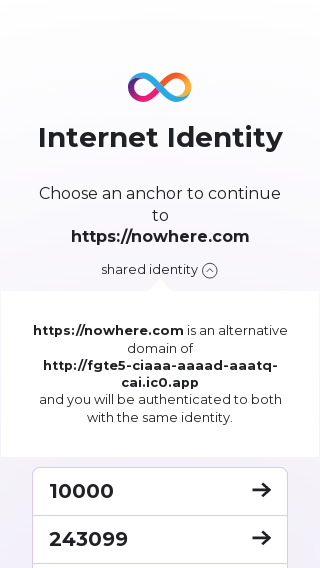 Internet Identity
Choose an anchor to continue
to
https://nowhere.com
shared identity
https://nowhere.com is an alternative
domain of
http://fgte5-ciaaa-aaaad-aaatq-
cai.ic0.app
and you will be authenticated to both
with the same identity.
10000
243099